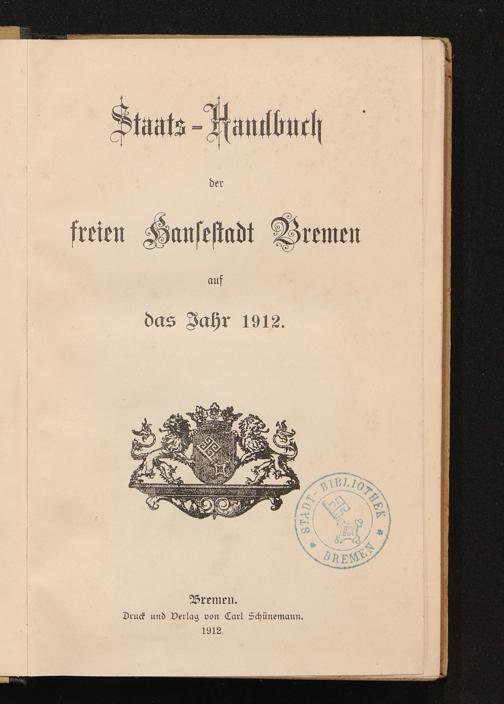 Staats-Handbuch
der
freien Hansestadt Bremen
auf
das Jahr 1912.
STADT-BIBLIOTHEK
* BREMEN *
Bremen.
Druck und Verlag von Carl Schünemann.
1912.